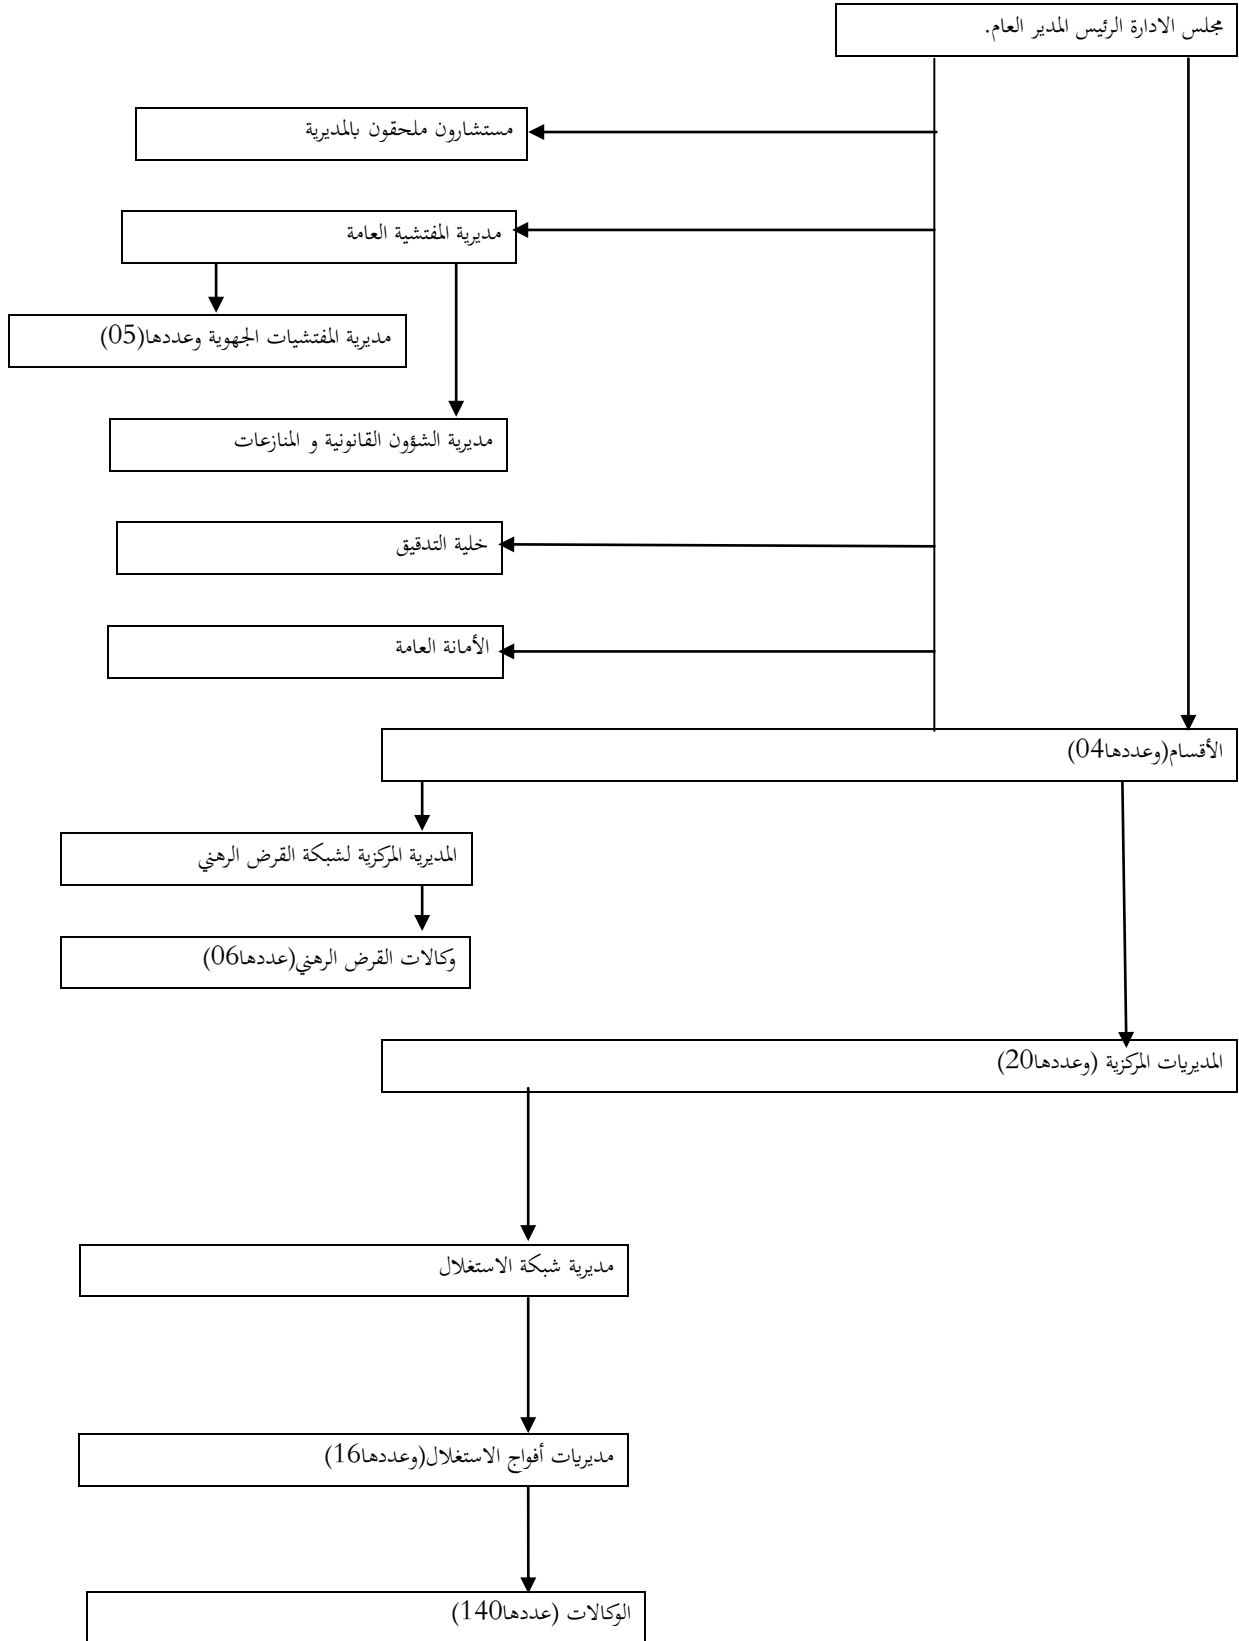 مجلس الادارة الرئيس المدير العام.
مستشارون ملحقون بالمديرية
مديرية المفتشية العامة
مديرية المفتشيات الجهوية وعددها(05)
مديرية الشؤون القانونية و المنازعات
خلية التدقيق
الأمانة العامة
الأقسام(وعددها04)
المديرية المركزية لشبكة القرض الرهني
وكالات القرض الرهني(عددها06)
المديريات المركزية (وعددها20)
مديرية شبكة الاستغلال
مديريات أفواج الاستغلال(وعددها16)
الوكالات (عددها140)